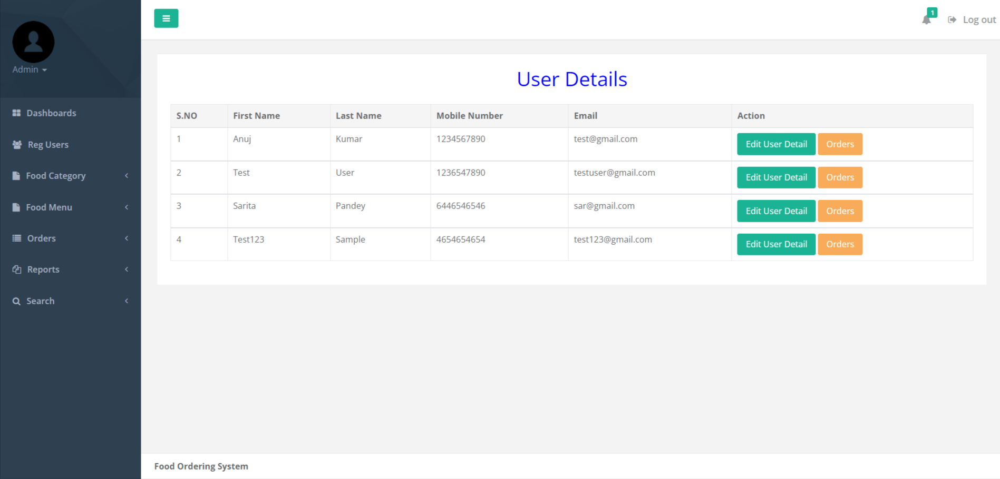 1
Log out
Admin
Dashboards
Reg Users
Food Category
Food Menu
Orders
Reports
Search
User Details
S.NO First Name Last Name Mobile Number Email Action
1 Anuj Kumar 1234567890 test@gmail.com Edit User Detail Orders
2 Test User 1236547890 testuser@gmail.com Edit User Detail Orders
3 Sarita Pandey 6446546546 sar@gmail.com Edit User Detail Orders
4 Test123 Sample 4654654654 test123@gmail.com Edit User Detail Orders
Food Ordering System